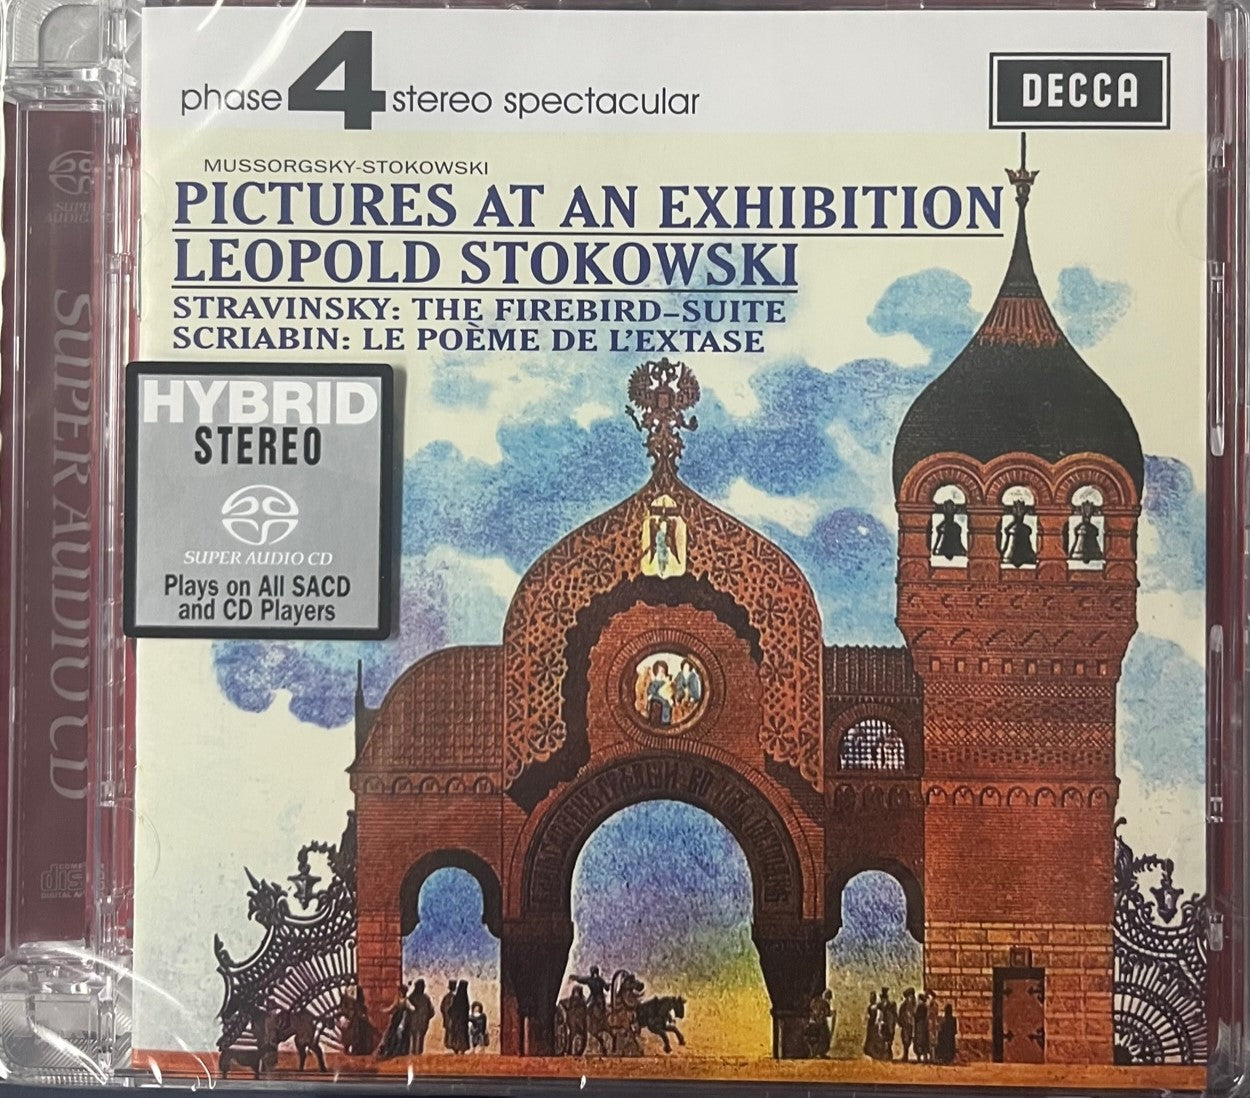 phase 4 stereo spectacular
DECCA
MUSSORGSKY-STOKOWSKI
PICTURES AT AN EXHIBITION
LEOPOLD STOKOWSKI
STRAVINSKY: THE FIREBIRD–SUITE
SCRIABIN: LE POÈME DE L'EXTASE
HYBRID
STEREO
SUPER AUDIO CD
Plays on All SACD
and CD Players
SUPER AUDIO CD